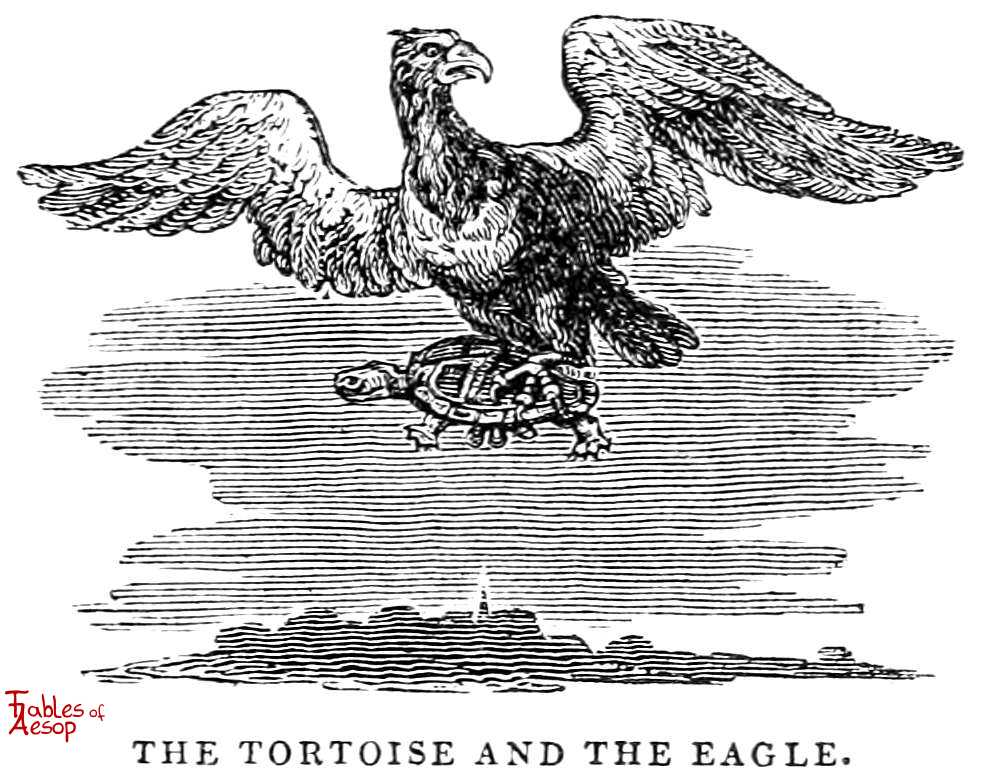 Fables of
Aesop
THE TORTOISE AND THE EAGLE.